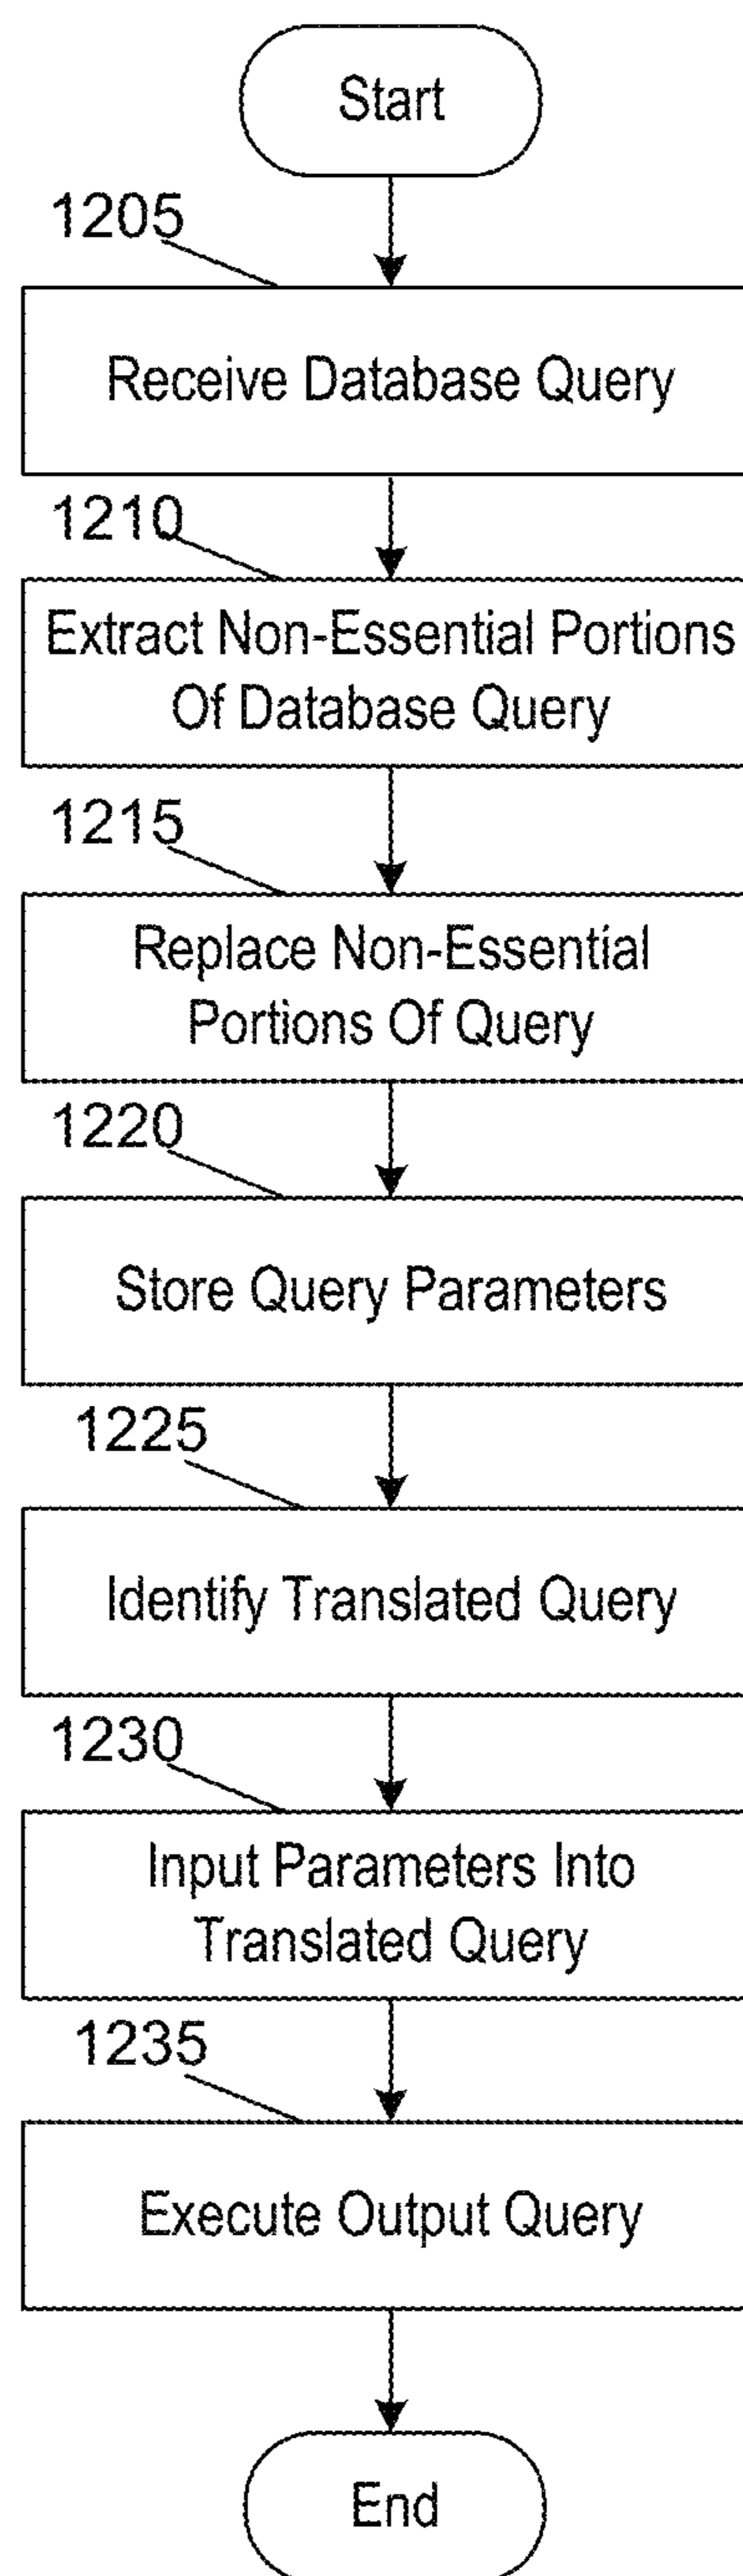 Start
1205
Receive Database Query
1210
Extract Non-Essential Portions
Of Database Query
1215
Replace Non-Essential
Portions Of Query
1220
Store Query Parameters
1225
Identify Translated Query
1230
Input Parameters Into
Translated Query
1235
Execute Output Query
End